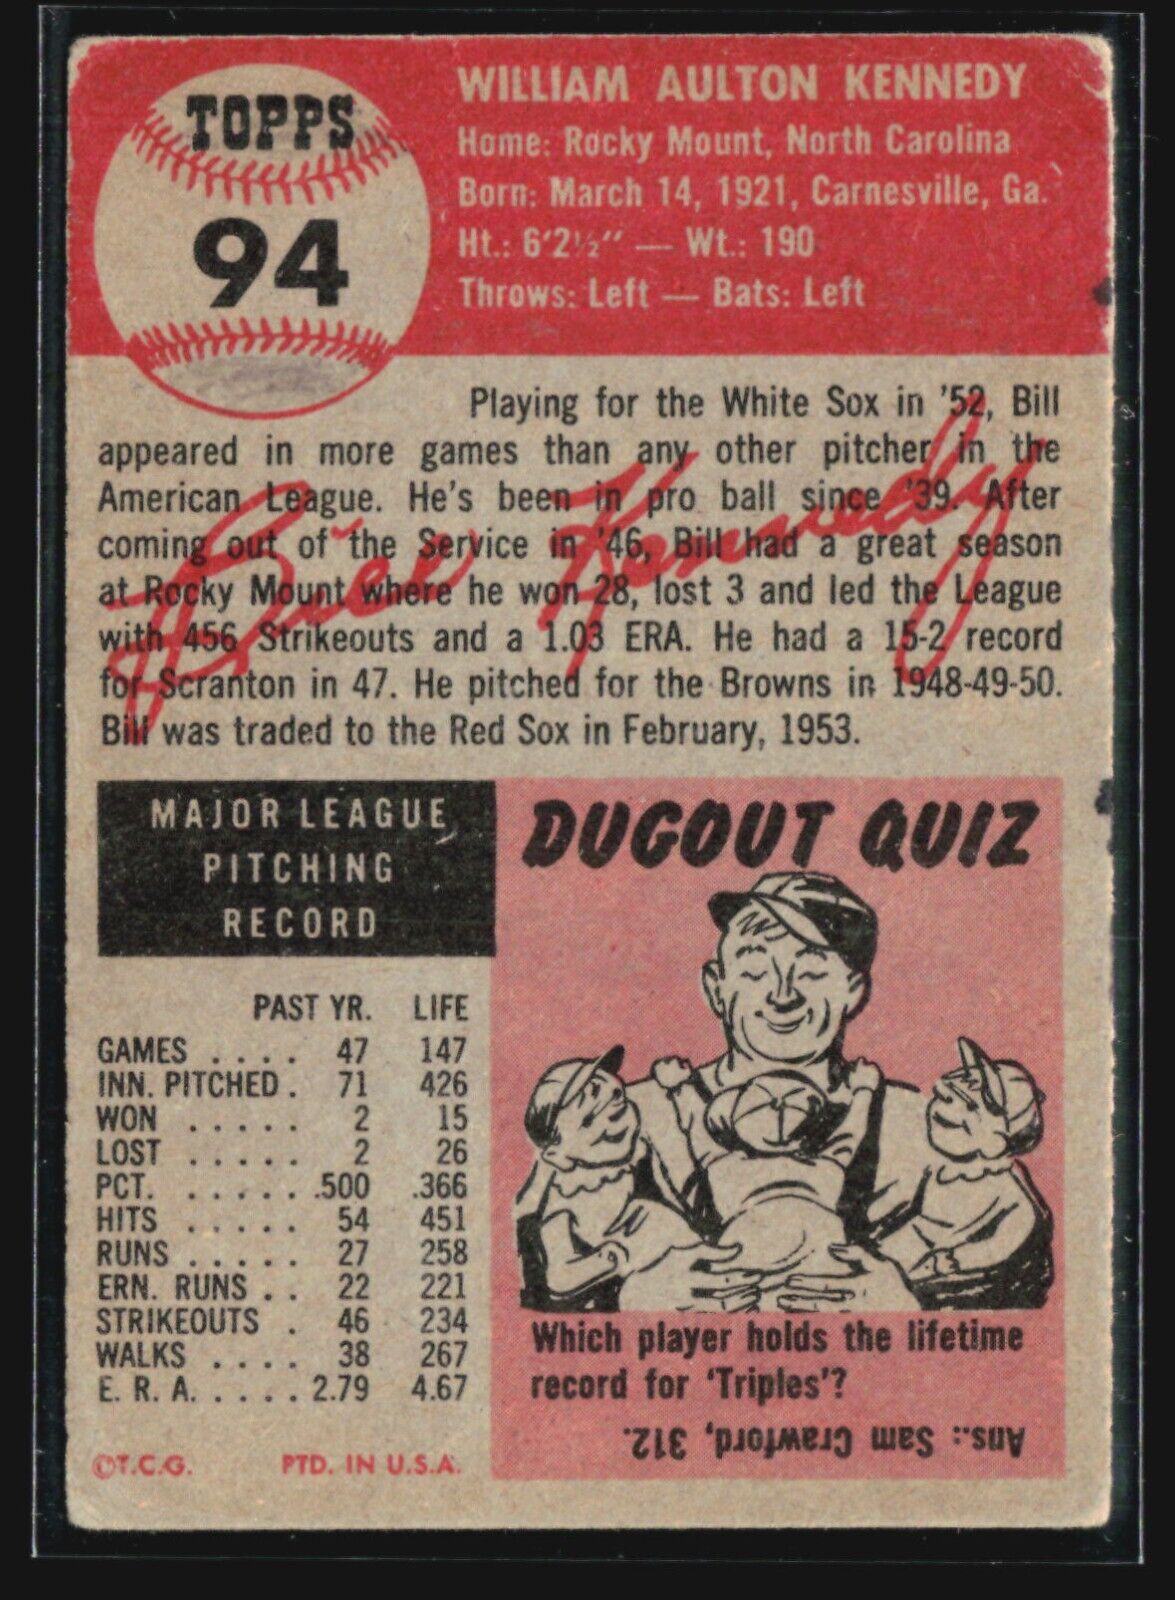 TOPPS
94
WILLIAM AULTON KENNEDY
Home: Rocky Mount, North Carolina
Born: March 14, 1921, Carnesville, Ga.
Ht.: 6'2½" — Wt.: 190
Throws: Left — Bats: Left
Playing for the White Sox in '52, Bill
appeared in more games than any other pitcher in the
American League. He's been in pro ball since '39. After
coming out of the Service in '46, Bill had a great season
at Rocky Mount where he won 28, lost 3 and led the League
with 456 Strikeouts and a 1.03 ERA. He had a 15-2 record
for Scranton in 47. He pitched for the Browns in 1948-49-50.
Bill was traded to the Red Sox in February, 1953.
Bill Kennedy
MAJOR LEAGUE
PITCHING
RECORD
PAST YR. LIFE
GAMES . . . . 47 147
INN. PITCHED . 71 426
WON . . . . . 2 15
LOST . . . . . 2 26
PCT. . . . . . .500 .366
HITS . . . . . 54 451
RUNS . . . . . 27 258
ERN. RUNS . . 22 221
STRIKEOUTS . 46 234
WALKS . . . . 38 267
E. R. A. . . . . 2.79 4.67
©T.C.G. PTD. IN U.S.A.
DUGOUT QUIZ
Which player holds the lifetime
record for 'Triples'?
Ans.: Sam Crawford, 312.